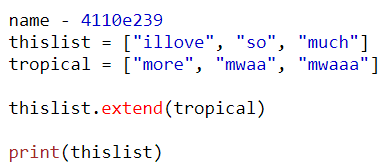 name - 4110e239
thislist = ["illove", "so", "much"]
tropical = ["more", "mwaa", "mwaaa"]
thislist.extend(tropical)
print(thislist)